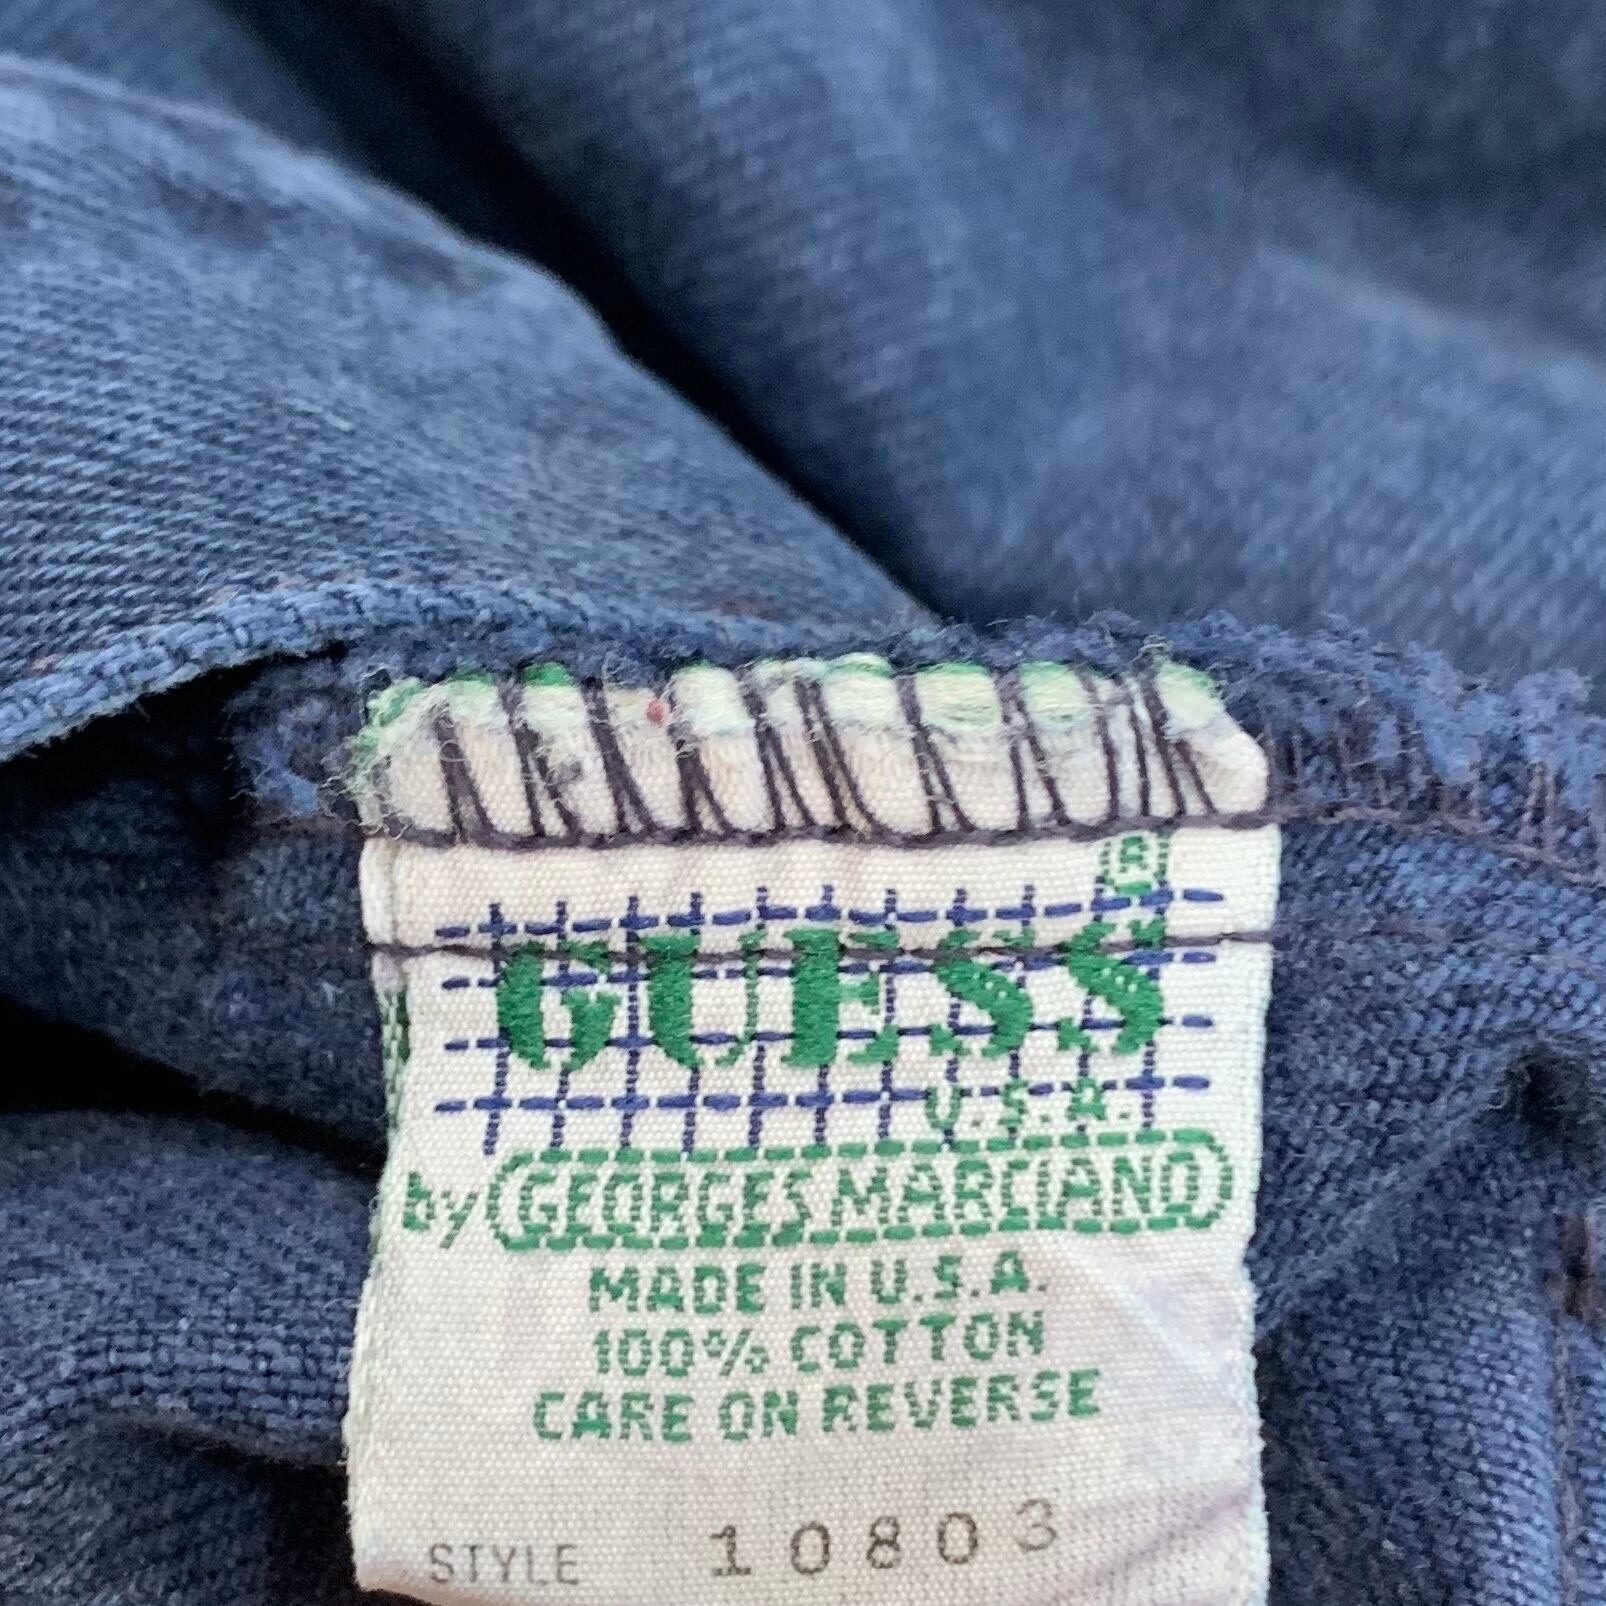 ®
GUESS
U.S.A.
by GEORGES MARCIANO
MADE IN U.S.A.
100% COTTON
CARE ON REVERSE
STYLE 10803